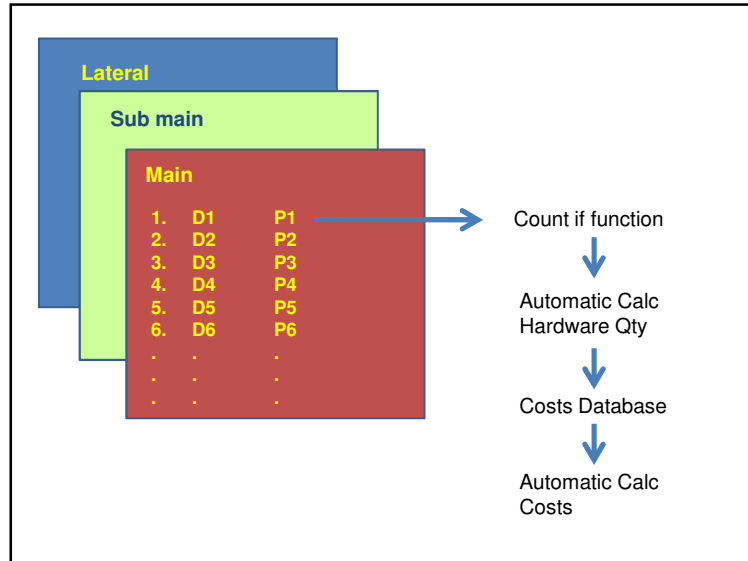 Lateral
Sub main
Main
1. D1 P1
2. D2 P2
3. D3 P3
4. D4 P4
5. D5 P5
6. D6 P6
. . .
. . .
. . .
Count if function
Automatic Calc
Hardware Qty
Costs Database
Automatic Calc
Costs